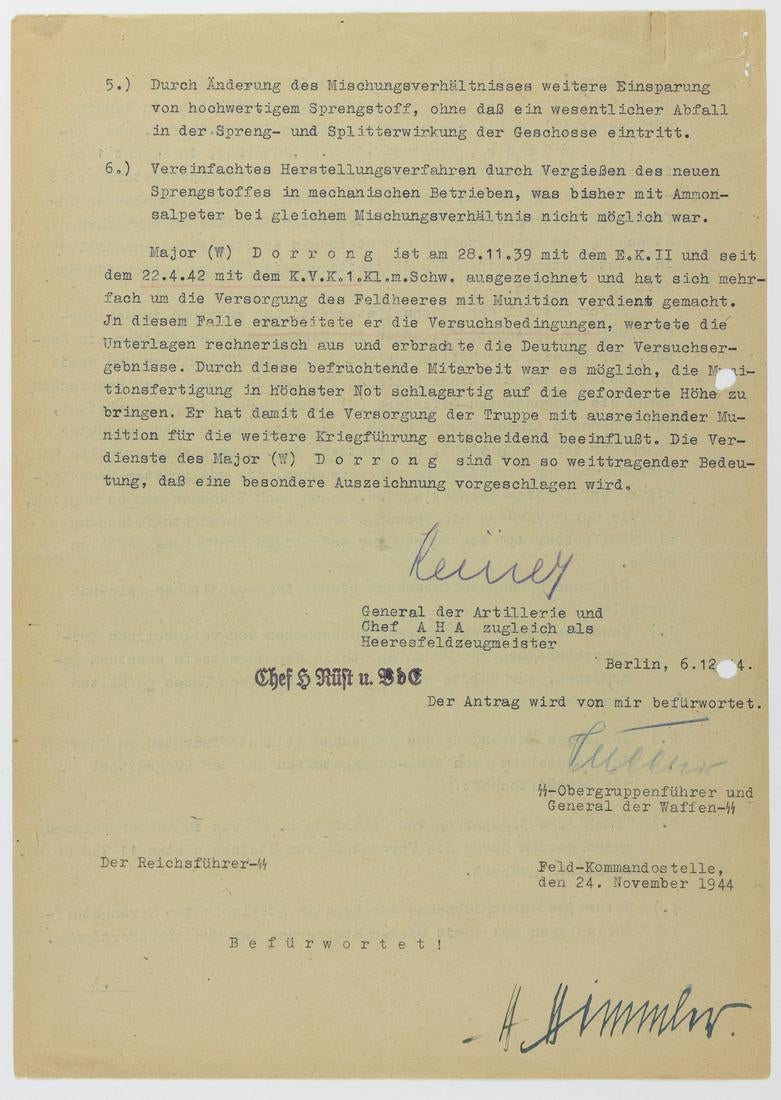 5.) Durch Änderung des Mischungsverhältnisses weitere Einsparung
von hochwertigem Sprengstoff, ohne daß ein wesentlicher Abfall
in der Spreng- und Splitterwirkung der Geschosse eintritt.
6.) Vereinfachtes Herstellungsverfahren durch Vergießen des neuen
Sprengstoffes in mechanischen Betrieben, was bisher mit Ammon-
salpeter bei gleichem Mischungsverhältnis nicht möglich war.
Major (W) D o r r o n g ist am 28.11.39 mit dem E.K.II und seit
dem 22.4.42 mit dem K.V.K.1.Kl.m.Schw. ausgezeichnet und hat sich mehr-
fach um die Versorgung des Feldheeres mit Munition verdient gemacht.
Jn diesem Falle erarbeitete er die Versuchsbedingungen, wertete die
Unterlagen rechnerisch aus und erbrachte die Deutung der Versuchser-
gebnisse. Durch diese befruchtende Mitarbeit war es möglich, die M ni-
tionsfertigung in höchster Not schlagartig auf die geforderte Höhe zu
bringen. Er hat damit die Versorgung der Truppe mit ausreichender Mu-
nition für die weitere Kriegführung entscheidend beeinflußt. Die Ver-
dienste des Major (W) D o r r o n g sind von so weittragender Bedeu-
tung, daß eine besondere Auszeichnung vorgeschlagen wird.
General der Artillerie und
Chef A H A zugleich als
Heeresfeldzeugmeister
Berlin, 6.12 4.
Chef H Rüst u. BdE
Der Antrag wird von mir befürwortet.
SS-Obergruppenführer und
General der Waffen-SS
Der Reichsführer-SS
Feld-Kommandostelle,
den 24. November 1944
B e f ü r w o r t e t !
H. Himmler.